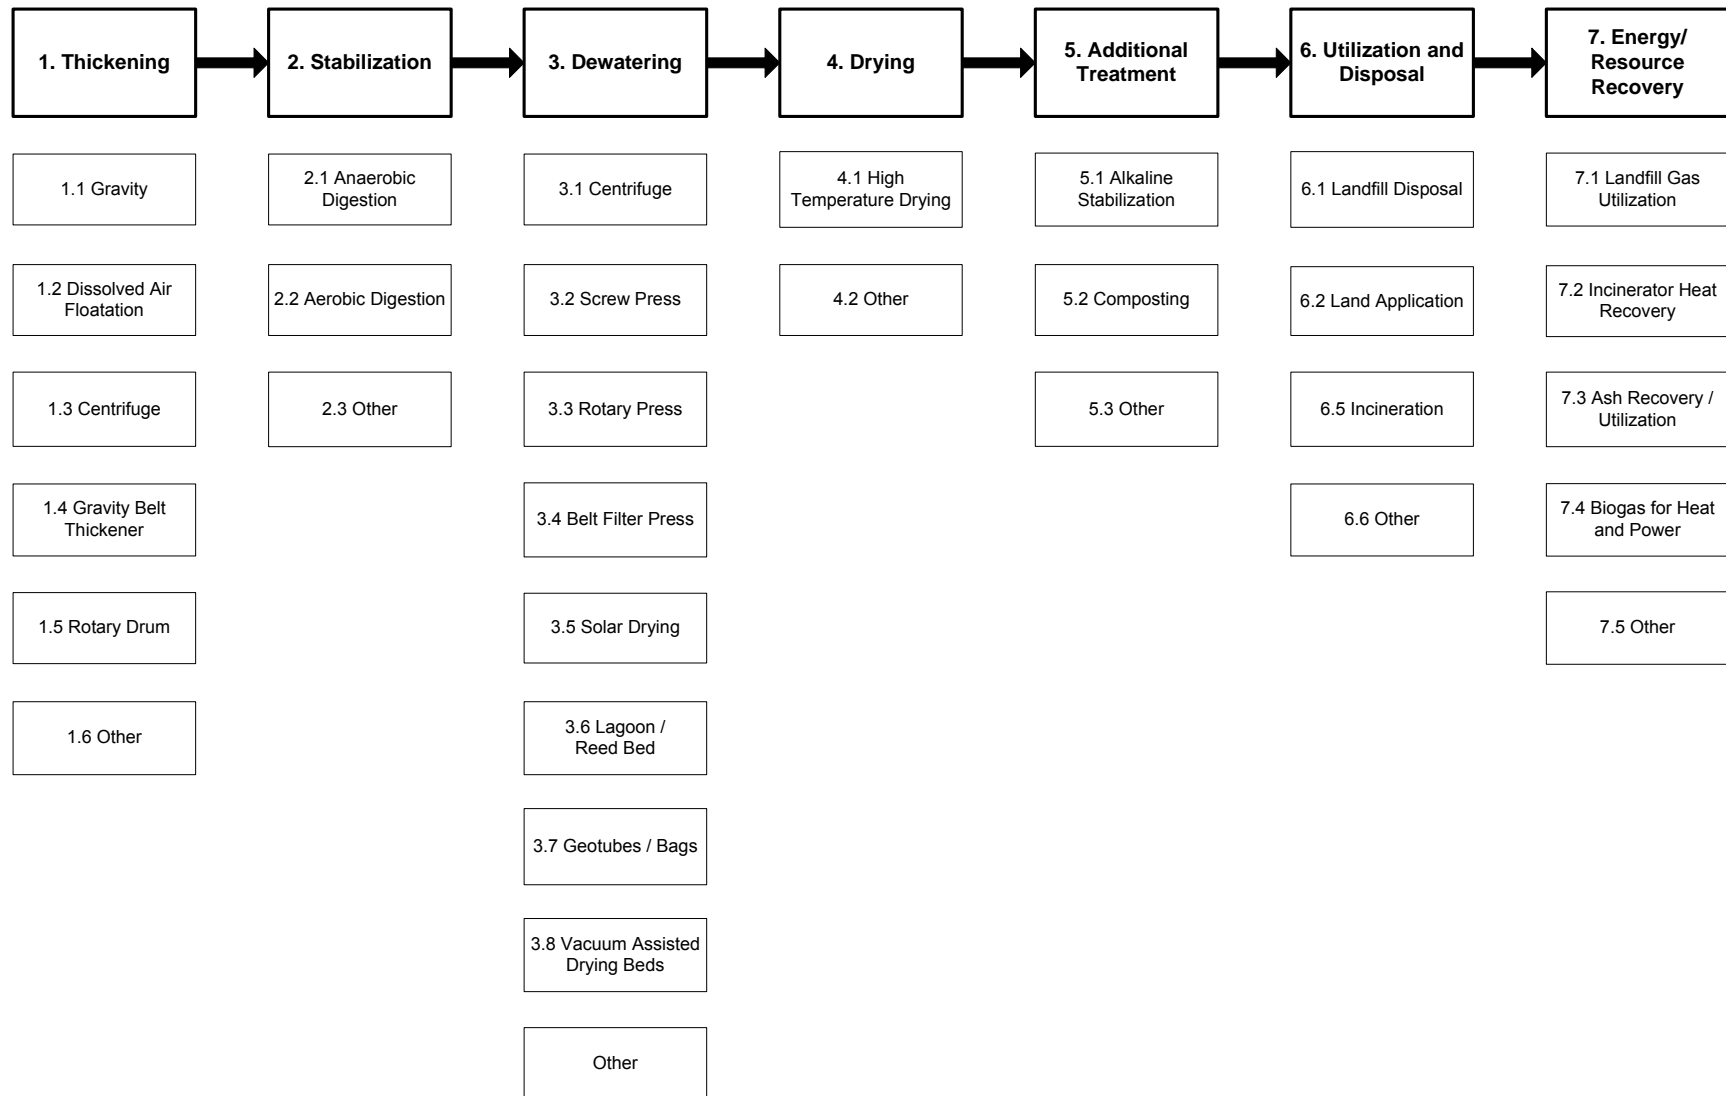 1. Thickening
2. Stabilization
3. Dewatering
4. Drying
5. Additional
Treatment
6. Utilization and
Disposal
7. Energy/
Resource
Recovery
1.1 Gravity
1.2 Dissolved Air
Floatation
1.3 Centrifuge
1.4 Gravity Belt
Thickener
1.5 Rotary Drum
1.6 Other
2.1 Anaerobic
Digestion
2.2 Aerobic Digestion
2.3 Other
3.1 Centrifuge
3.2 Screw Press
3.3 Rotary Press
3.4 Belt Filter Press
3.5 Solar Drying
3.6 Lagoon /
Reed Bed
3.7 Geotubes / Bags
3.8 Vacuum Assisted
Drying Beds
Other
4.1 High
Temperature Drying
4.2 Other
5.1 Alkaline
Stabilization
5.2 Composting
5.3 Other
6.1 Landfill Disposal
6.2 Land Application
6.5 Incineration
6.6 Other
7.1 Landfill Gas
Utilization
7.2 Incinerator Heat
Recovery
7.3 Ash Recovery /
Utilization
7.4 Biogas for Heat
and Power
7.5 Other